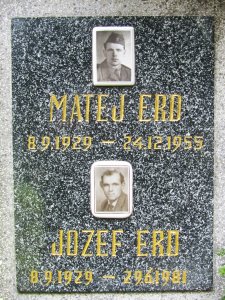 MATEJ ERD
8.9.1929 – 24.12.1955
JOZEF ERD
8.9.1929 – 29.6.1981